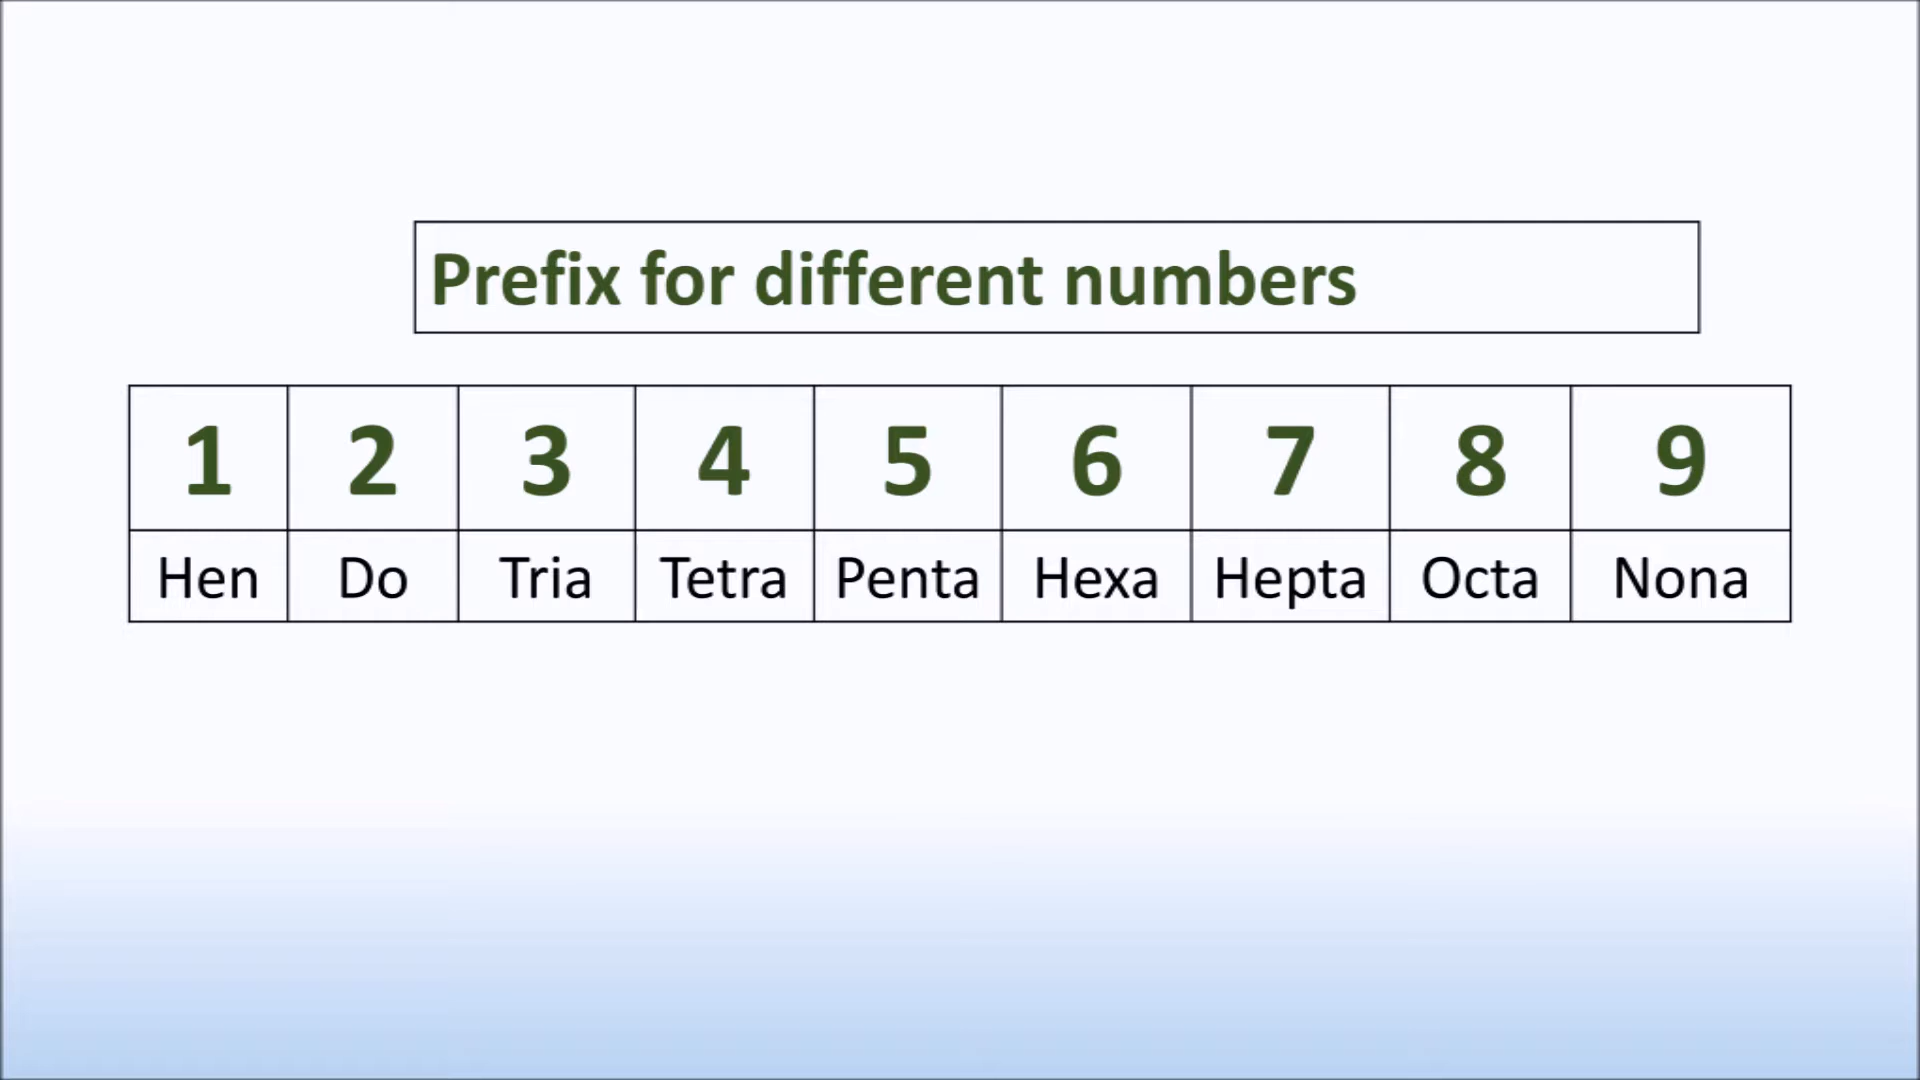 Prefix for different numbers
1 2 3 4 5 6 7 8 9
Hen Do Tria Tetra Penta Hexa Hepta Octa Nona